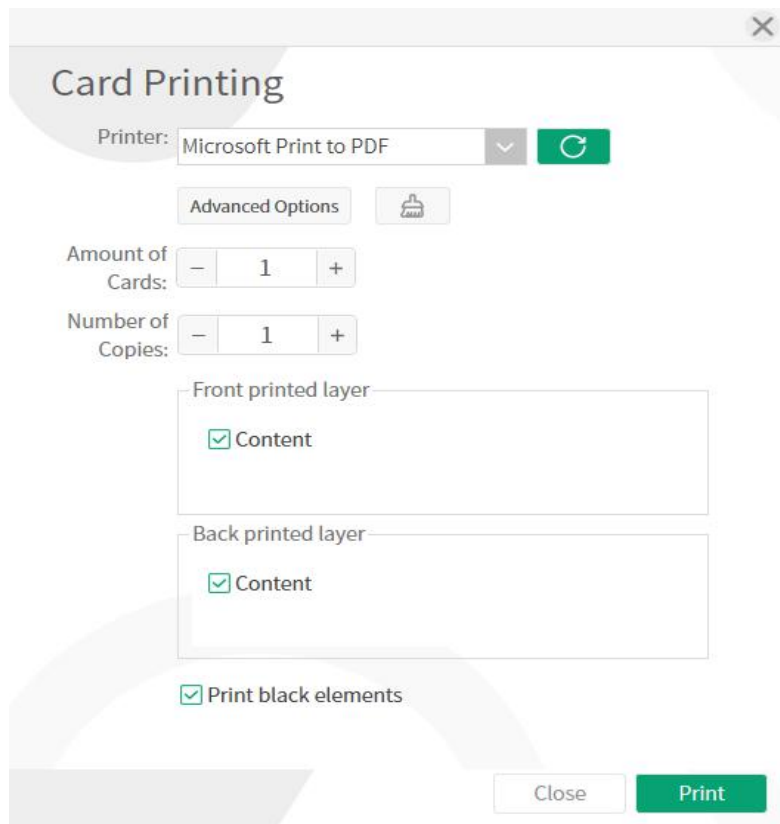 Card Printing
Printer:
Microsoft Print to PDF
Advanced Options
Amount of
Cards:
− 1 +
Number of
Copies:
− 1 +
Front printed layer
Content
Back printed layer
Content
Print black elements
Close
Print